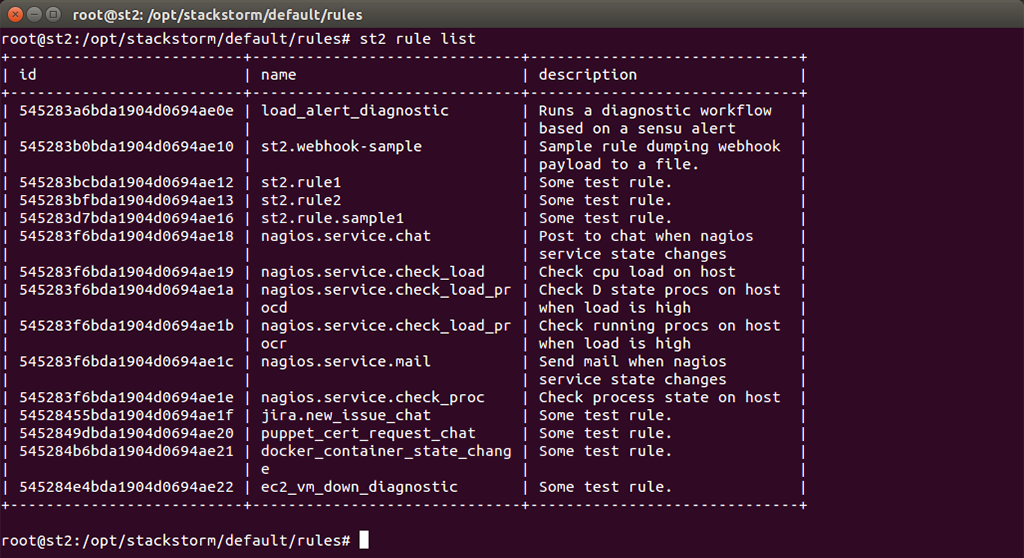 root@st2: /opt/stackstorm/default/rules
root@st2:/opt/stackstorm/default/rules# st2 rule list
+--------------------------+-----------------------------+-----------------------------+
| id                       | name                        | description                 |
+--------------------------+-----------------------------+-----------------------------+
| 545283a6bda1904d0694ae0e | load_alert_diagnostic       | Runs a diagnostic workflow  |
|                          |                             | based on a sensu alert      |
| 545283b0bda1904d0694ae10 | st2.webhook-sample          | Sample rule dumping webhook |
|                          |                             | payload to a file.          |
| 545283bcbda1904d0694ae12 | st2.rule1                   | Some test rule.             |
| 545283bfbda1904d0694ae13 | st2.rule2                   | Some test rule.             |
| 545283d7bda1904d0694ae16 | st2.rule.sample1            | Some test rule.             |
| 545283f6bda1904d0694ae18 | nagios.service.chat         | Post to chat when nagios    |
|                          |                             | service state changes       |
| 545283f6bda1904d0694ae19 | nagios.service.check_load   | Check cpu load on host      |
| 545283f6bda1904d0694ae1a | nagios.service.check_load_pr | Check D state procs on host |
|                          | ocd                         | when load is high           |
| 545283f6bda1904d0694ae1b | nagios.service.check_load_pr | Check running procs on host |
|                          | ocr                         | when load is high           |
| 545283f6bda1904d0694ae1c | nagios.service.mail         | Send mail when nagios       |
|                          |                             | service state changes       |
| 545283f6bda1904d0694ae1e | nagios.service.check_proc   | Check process state on host |
| 54528455bda1904d0694ae1f | jira.new_issue_chat         | Some test rule.             |
| 5452849dbda1904d0694ae20 | puppet_cert_request_chat    | Some test rule.             |
| 545284b6bda1904d0694ae21 | docker_container_state_chang | Some test rule.             |
|                          | e                           |                             |
| 545284e4bda1904d0694ae22 | ec2_vm_down_diagnostic      | Some test rule.             |
+--------------------------+-----------------------------+-----------------------------+
root@st2:/opt/stackstorm/default/rules#